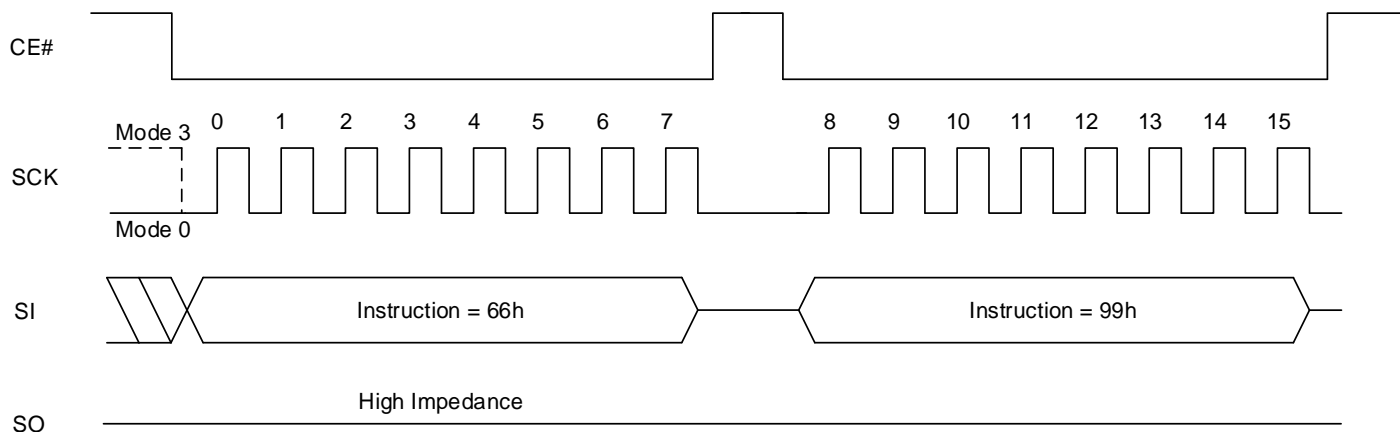 CE#
Mode 3
0 1 2 3 4 5 6 7 8 9 10 11 12 13 14 15
SCK
Mode 0
SI
Instruction = 66h
Instruction = 99h
High Impedance
SO